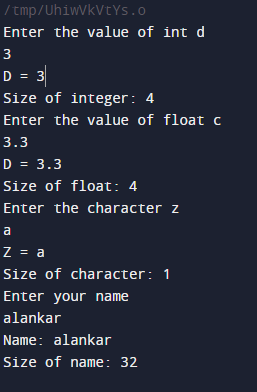 /tmp/UhiwVkVtYs.o
Enter the value of int d
3
D = 3
Size of integer: 4
Enter the value of float c
3.3
D = 3.3
Size of float: 4
Enter the character z
a
Z = a
Size of character: 1
Enter your name
alankar
Name: alankar
Size of name: 32